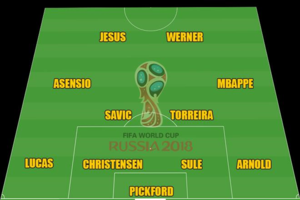 JESUS WERNER
ASENSIO MBAPPE
SAVIC TORREIRA
FIFA WORLD CUP
RUSSIA 2018
LUCAS CHRISTENSEN SULE ARNOLD
PICKFORD